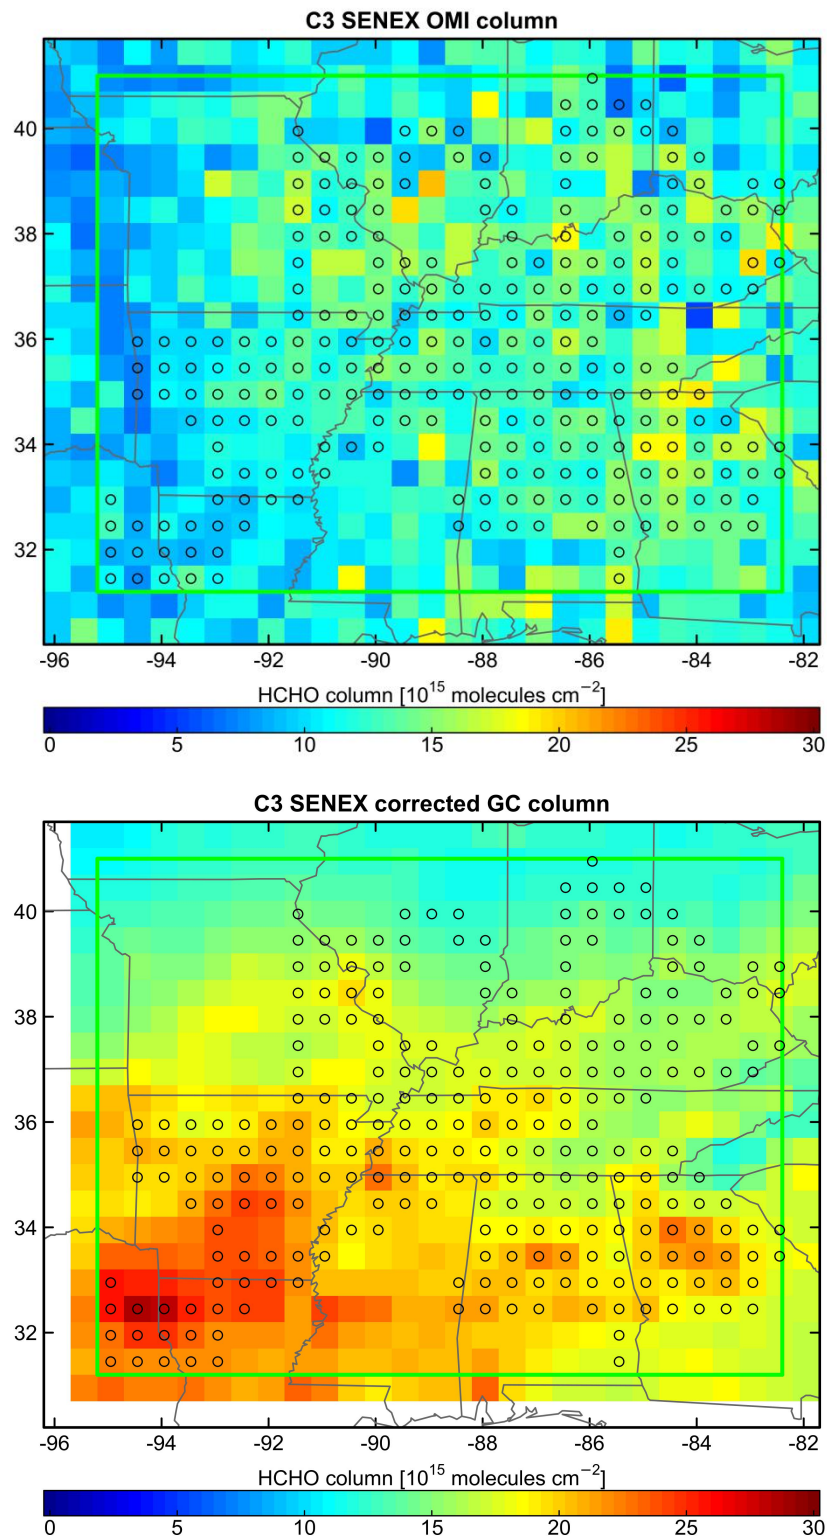 C3 SENEX OMI column
40
38
36
34
32
-96 -94 -92 -90 -88 -86 -84 -82
HCHO column [10¹⁵ molecules cm⁻²]
0 5 10 15 20 25 30
C3 SENEX corrected GC column
40
38
36
34
32
-96 -94 -92 -90 -88 -86 -84 -82
HCHO column [10¹⁵ molecules cm⁻²]
0 5 10 15 20 25 30